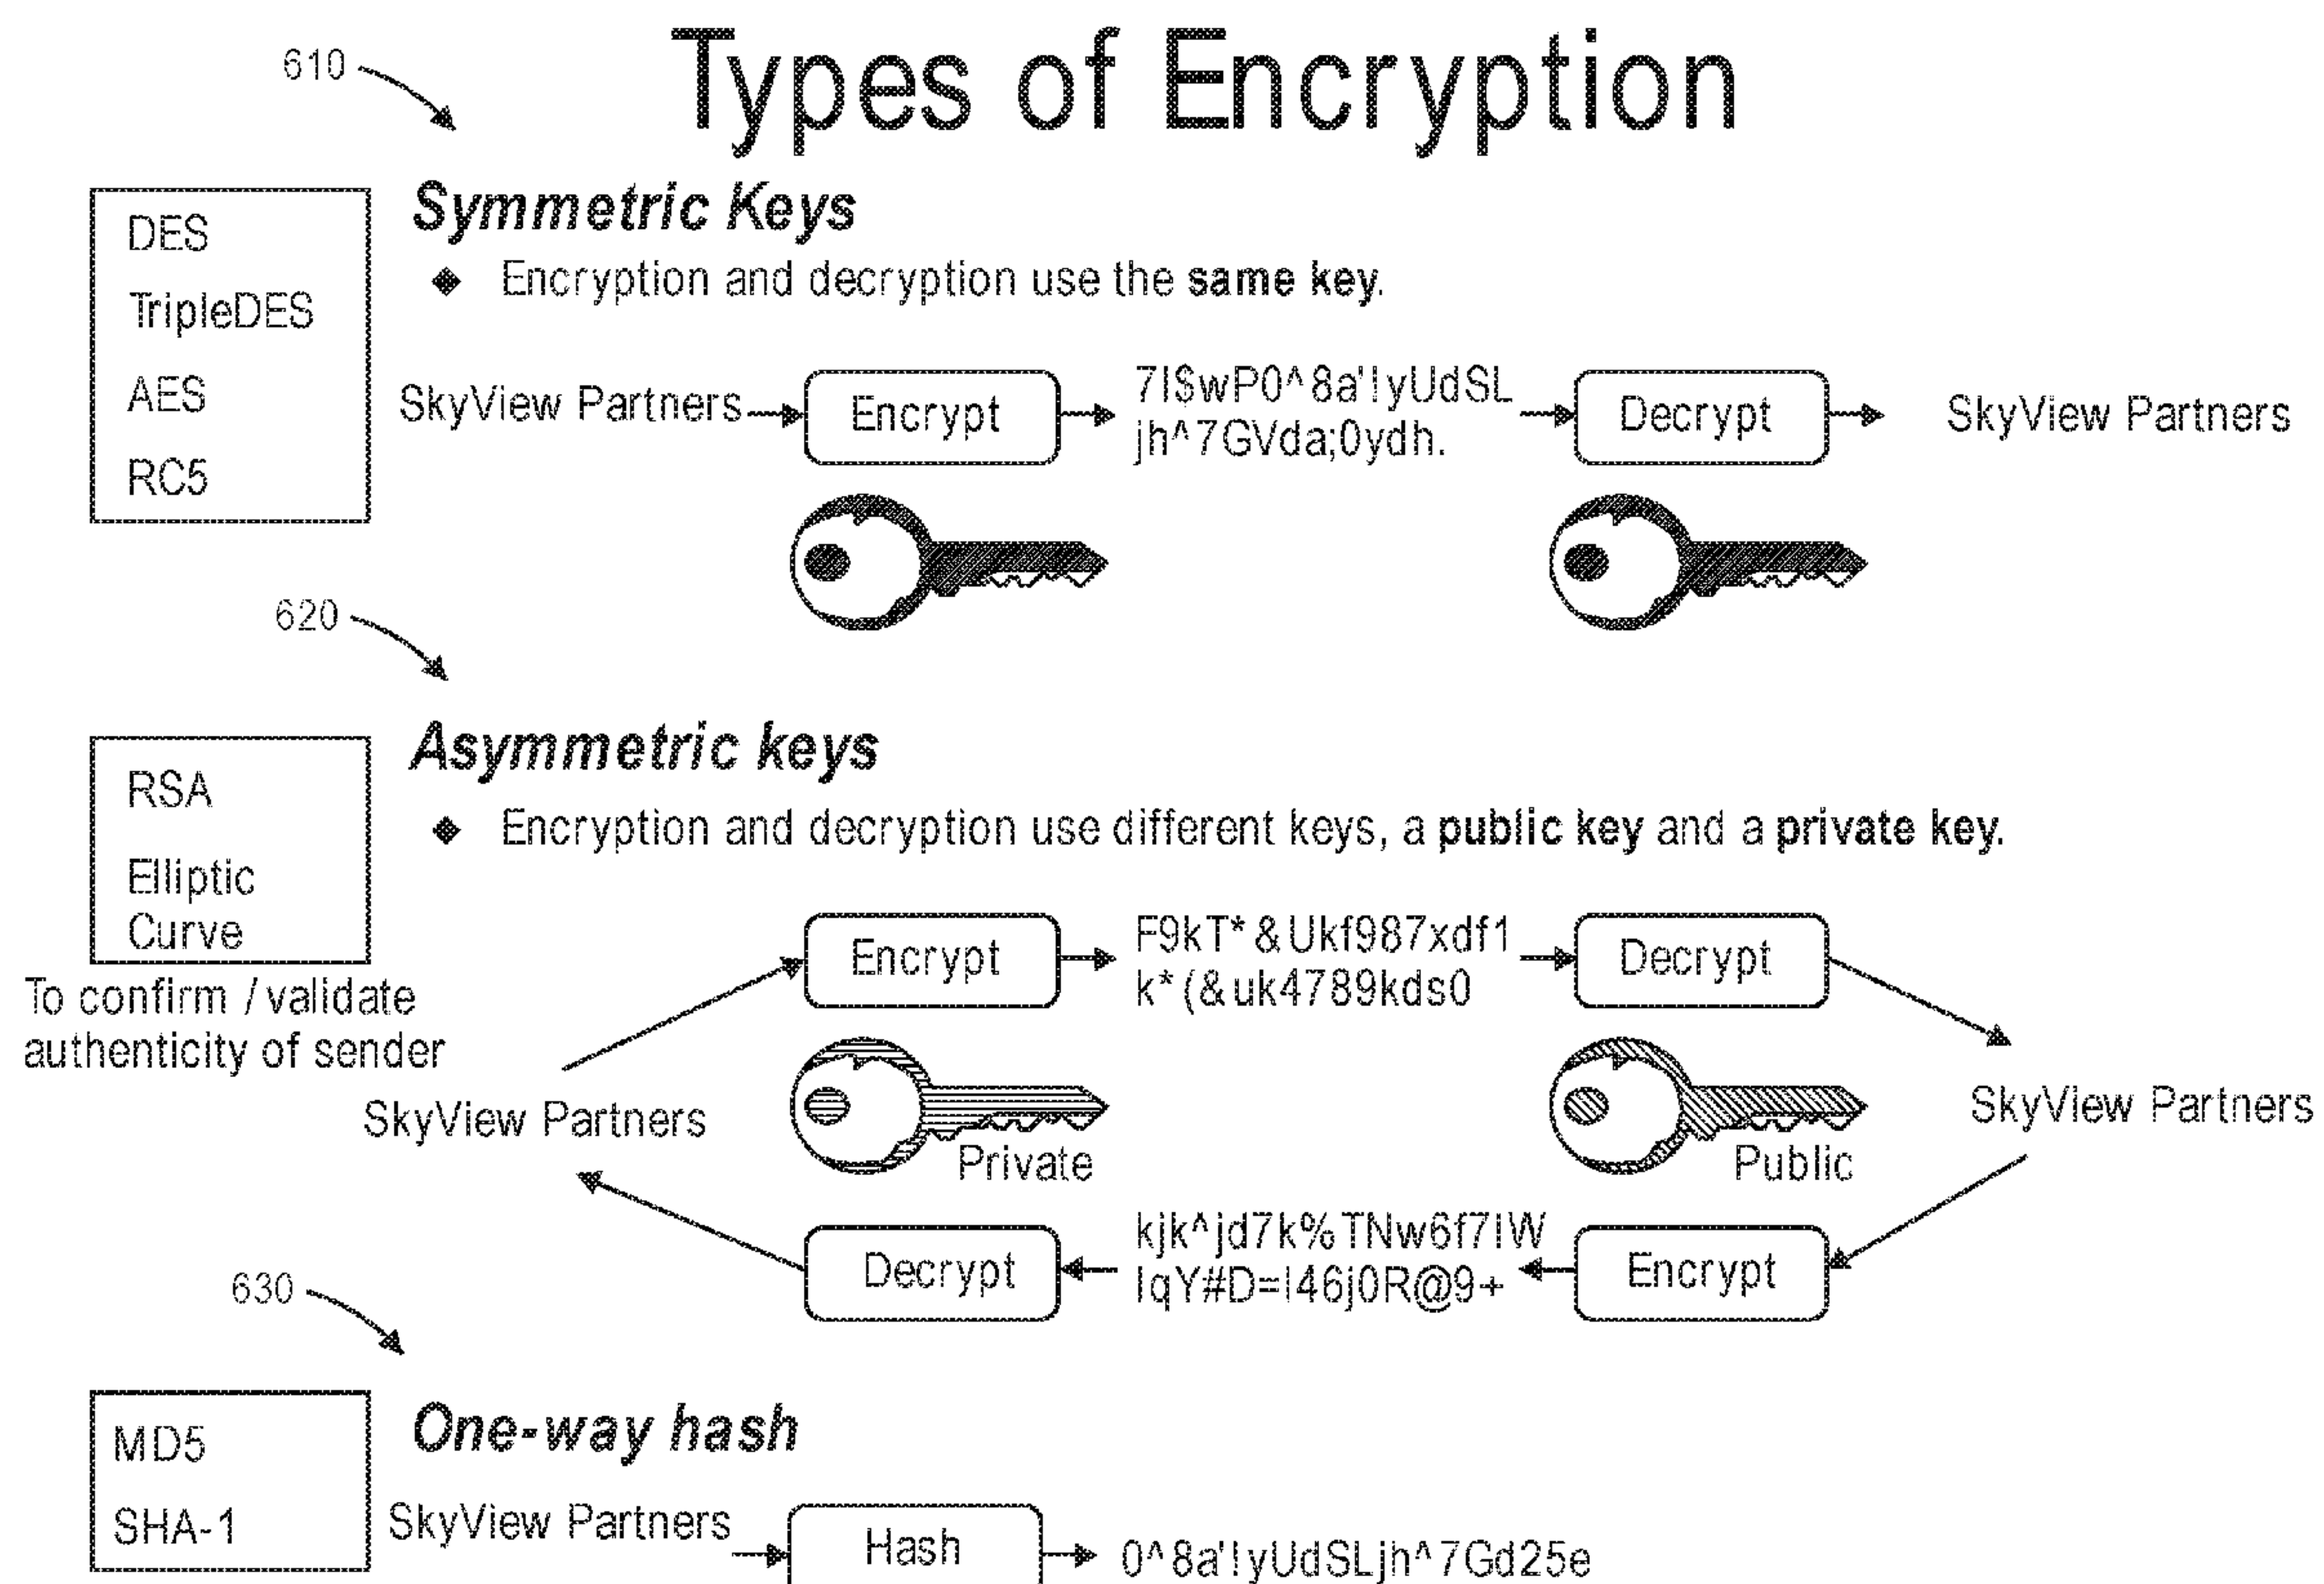 Types of Encryption
610
DES
TripleDES
AES
RC5
Symmetric Keys
◆ Encryption and decryption use the same key.
SkyView Partners
Encrypt
7I$wP0^8a'!yUdSL
jh^7GVda;0ydh.
Decrypt
SkyView Partners
620
RSA
Elliptic
Curve
To confirm / validate
authenticity of sender
Asymmetric keys
◆ Encryption and decryption use different keys, a public key and a private key.
SkyView Partners
Encrypt
F9kT*&Ukf987xdf1
k*(&uk4789kds0
Decrypt
Private
Public
SkyView Partners
Decrypt
kjk^jd7k%TNw6f7IW
IqY#D=I46j0R@9+
Encrypt
630
MD5
SHA-1
One-way hash
SkyView Partners
Hash
0^8a'!yUdSLjh^7Gd25e